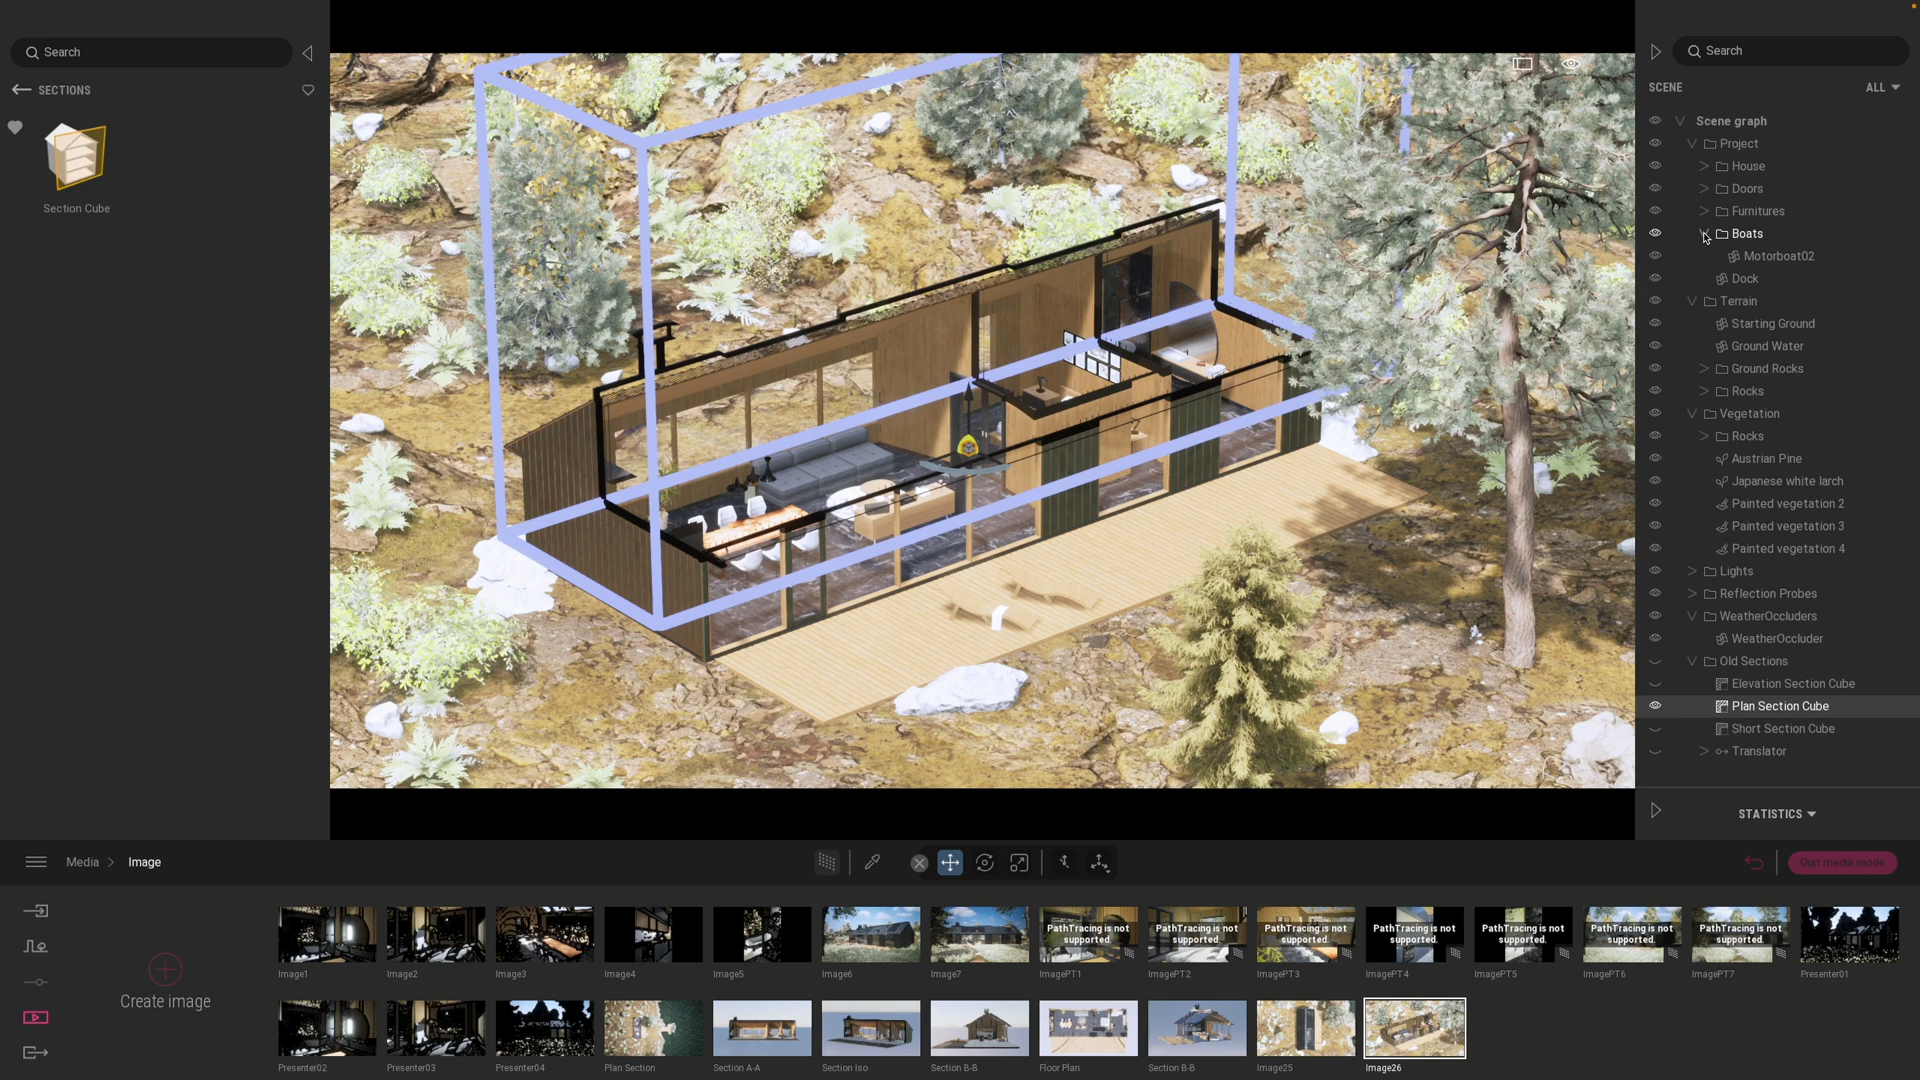 Search
SECTIONS
Section Cube
Search
SCENE
ALL
Scene graph
Project
House
Doors
Furnitures
Boats
Motorboat02
Dock
Terrain
Starting Ground
Ground Water
Ground Rocks
Rocks
Vegetation
Rocks
Austrian Pine
Japanese white larch
Painted vegetation 2
Painted vegetation 3
Painted vegetation 4
Lights
Reflection Probes
WeatherOccluders
WeatherOccluder
Old Sections
Elevation Section Cube
Plan Section Cube
Short Section Cube
Translator
STATISTICS
Media > Image
Quit media mode
Create image
PathTracing is not supported.
PathTracing is not supported.
PathTracing is not supported.
PathTracing is not supported.
PathTracing is not supported.
PathTracing is not supported.
PathTracing is not supported.
Image1 Image2 Image3 Image4 Image5 Image6 Image7 ImagePT1 ImagePT2 ImagePT3 ImagePT4 ImagePT5 ImagePT6 ImagePT7 Presenter01
Presenter02 Presenter03 Presenter04 Plan Section Section A-A Section Iso Section B-B Floor Plan Section B-B Image25 Image26